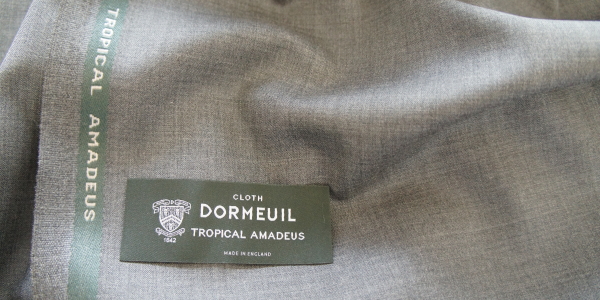 TROPICAL AMADEUS
CLOTH
DORMEUIL
TROPICAL AMADEUS
1842
MADE IN ENGLAND